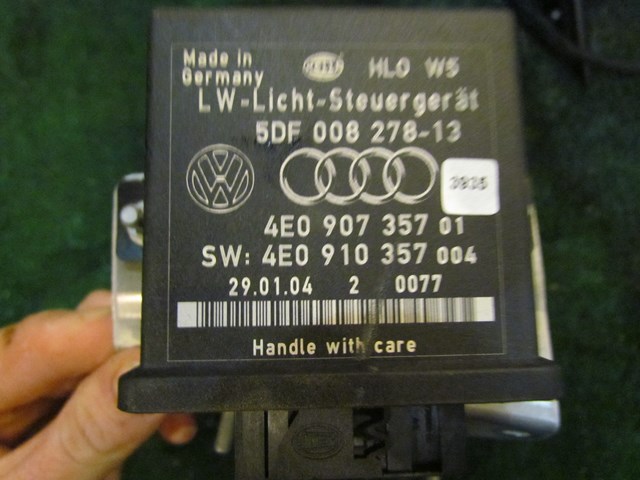 Made in
Germany
HELLA
HLO W5
LW-Licht-Steuergerät
5DF 008 278-13
3935
4E0 907 357 01
SW: 4E0 910 357 004
29.01.04 2 0077
Handle with care